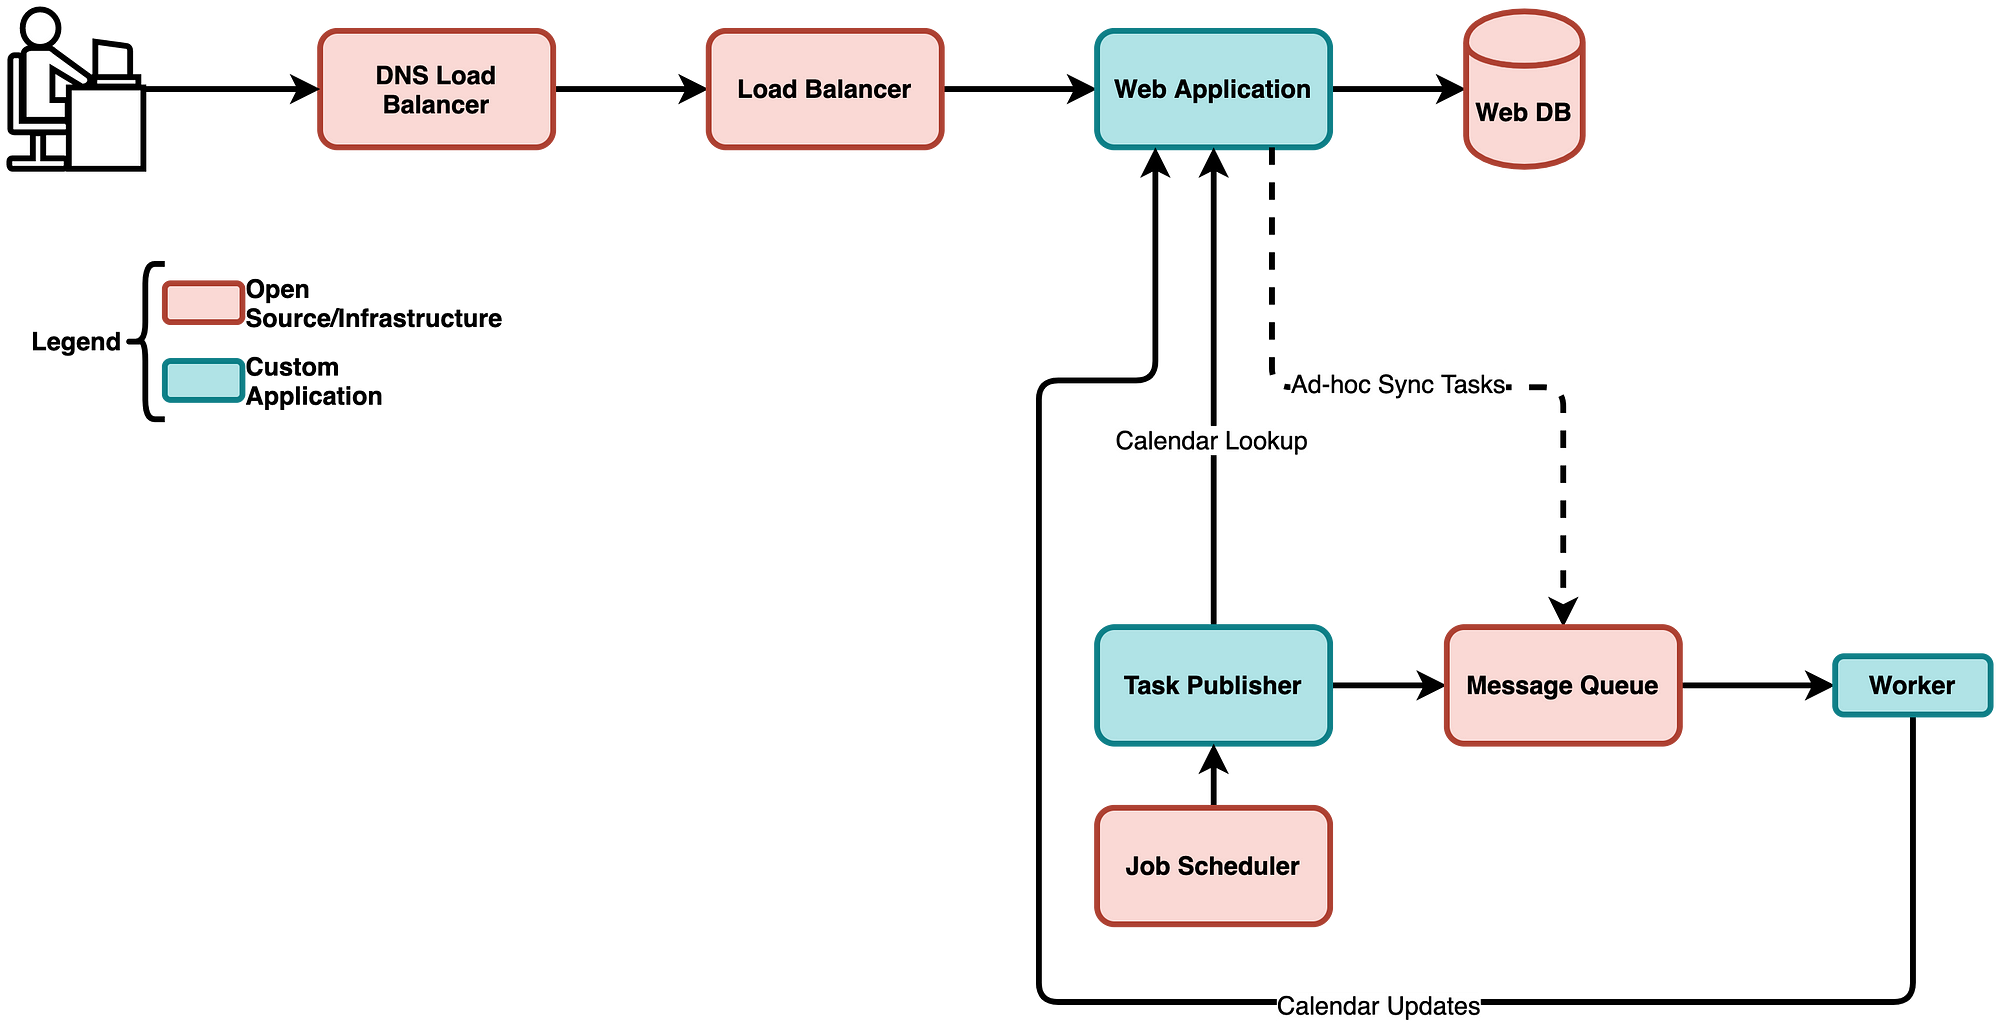 DNS Load
Balancer
Load Balancer
Web Application
Web DB
Legend
Open
Source/Infrastructure
Custom
Application
Ad-hoc Sync Tasks
Calendar Lookup
Task Publisher
Message Queue
Worker
Job Scheduler
Calendar Updates